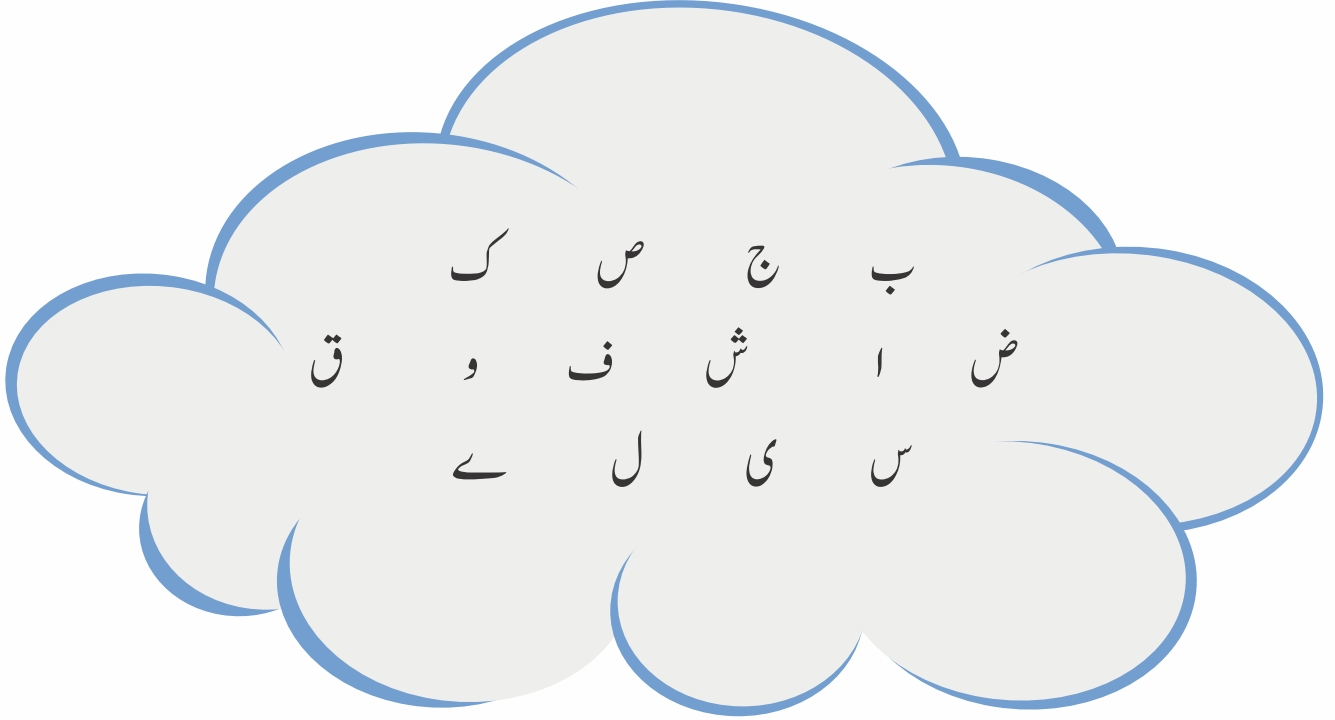 ب ج ص ک
ض ا ش ف و ق
س ی ل ے